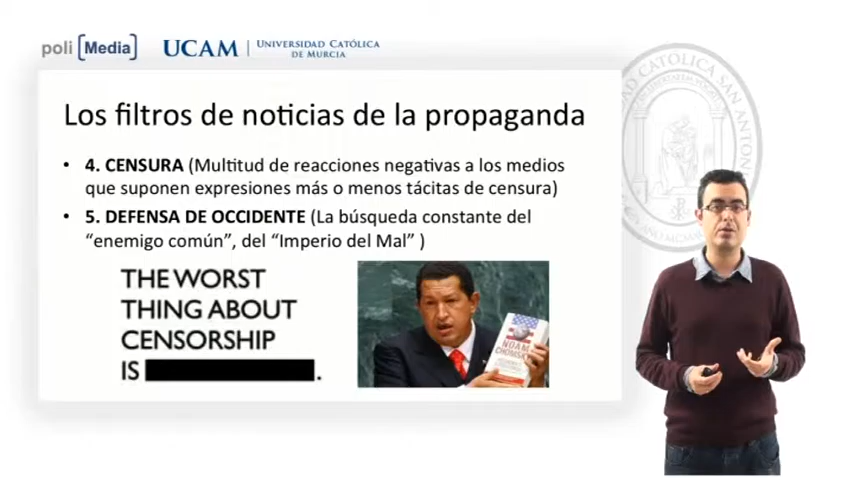 poli [Media] UCAM | UNIVERSIDAD CATÓLICA
DE MURCIA
Los filtros de noticias de la propaganda
• 4. CENSURA (Multitud de reacciones negativas a los medios
que suponen expresiones más o menos tácitas de censura)
• 5. DEFENSA DE OCCIDENTE (La búsqueda constante del
“enemigo común”, del “Imperio del Mal” )
THE WORST
THING ABOUT
CENSORSHIP
IS .
NOAM
CHOMSKY